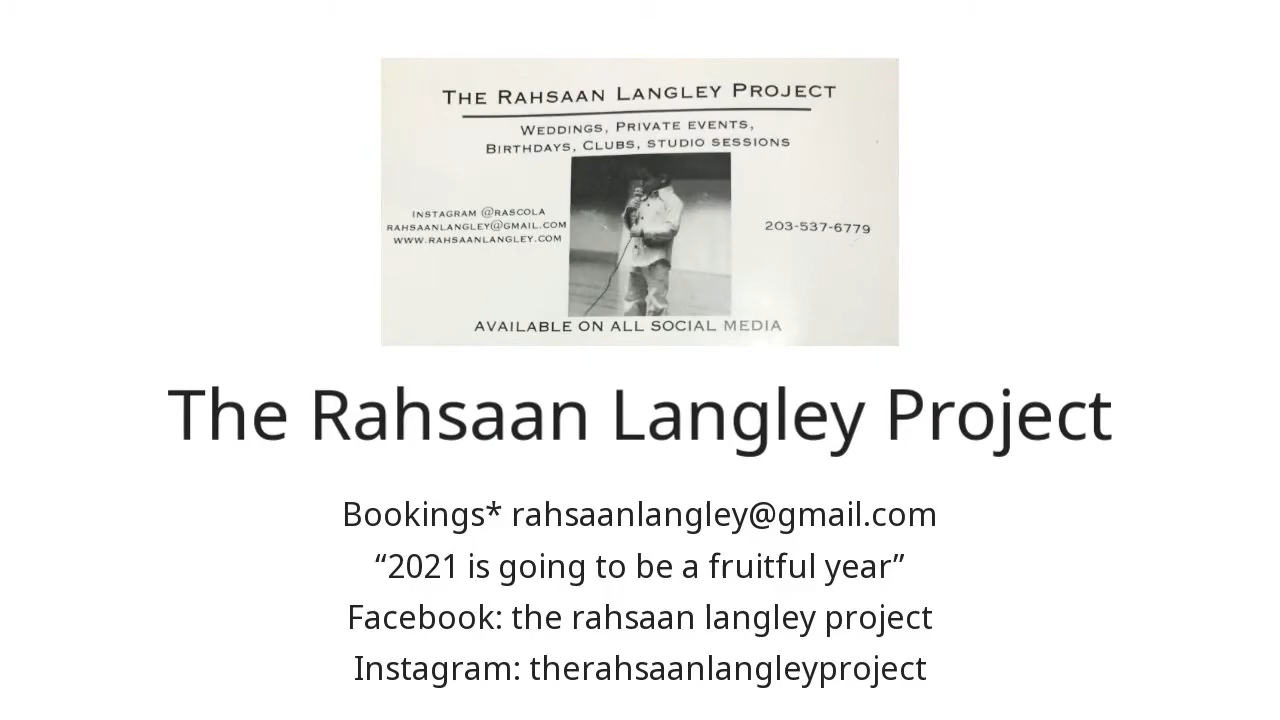 The Rahsaan Langley Project
Weddings, Private events,
Birthdays, Clubs, studio sessions
Instagram @rascola
rahsaanlangley@gmail.com
www.rahsaanlangley.com
203-537-6779
Available on all social media
The Rahsaan Langley Project
Bookings* rahsaanlangley@gmail.com
“2021 is going to be a fruitful year”
Facebook: the rahsaan langley project
Instagram: therahsaanlangleyproject